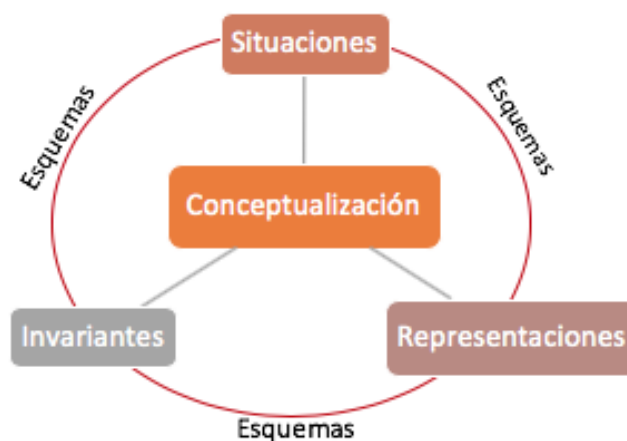 Situaciones
Esquemas
Esquemas
Conceptualización
Invariantes
Representaciones
Esquemas